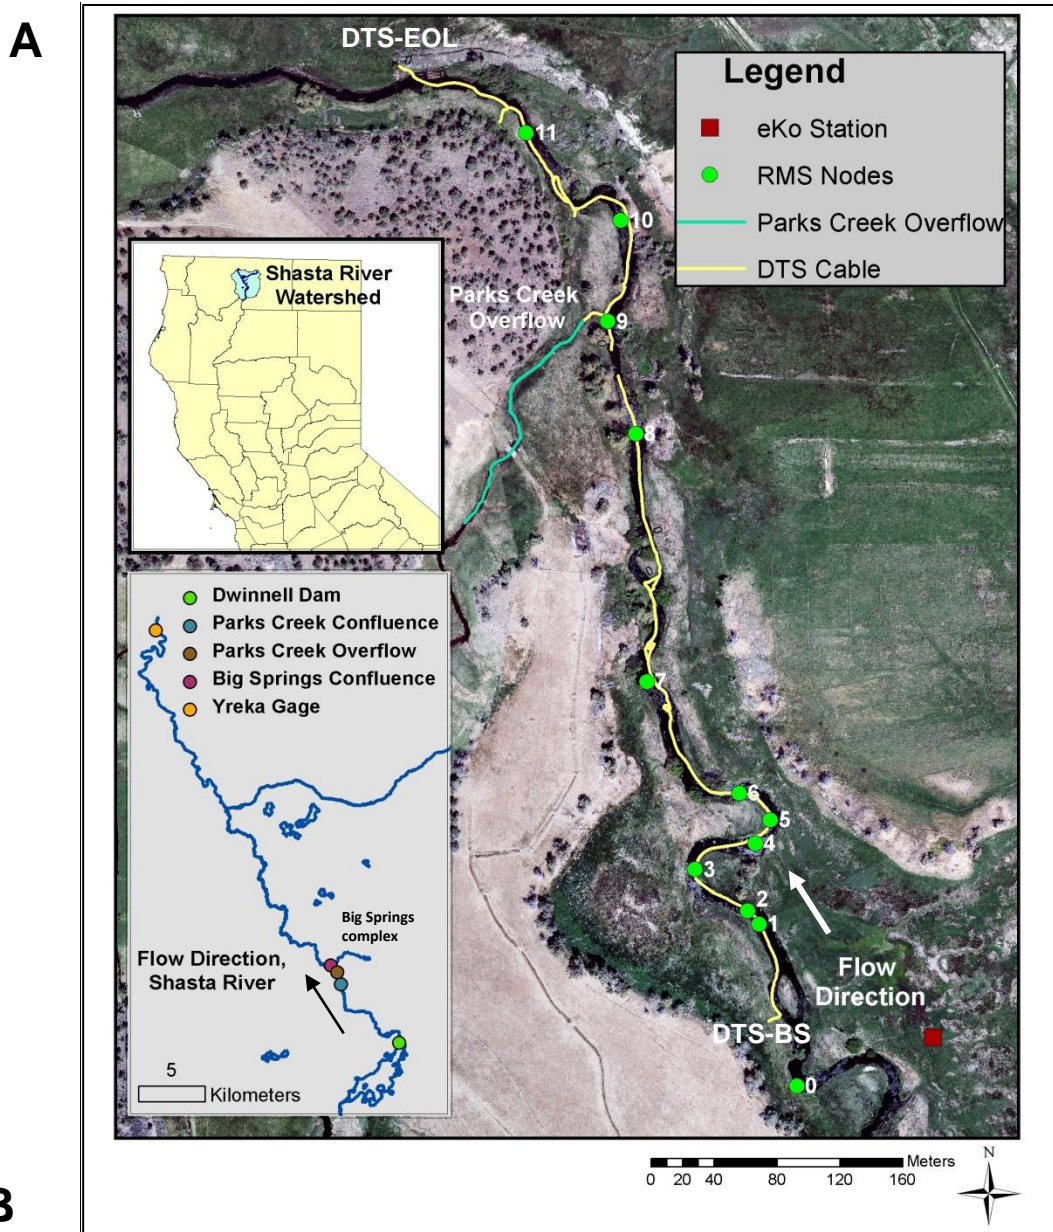 A
DTS-EOL
Legend
eKo Station
RMS Nodes
Parks Creek Overflow
DTS Cable
11
10
Shasta River
Watershed
Parks Creek
Overflow
9
8
Dwinnell Dam
Parks Creek Confluence
Parks Creek Overflow
Big Springs Confluence
Yreka Gage
7
6
5
4
3
2
1
Big Springs
complex
Flow Direction,
Shasta River
Flow
Direction
DTS-BS
0
5
Kilometers
Meters
0 20 40 80 120 160
N